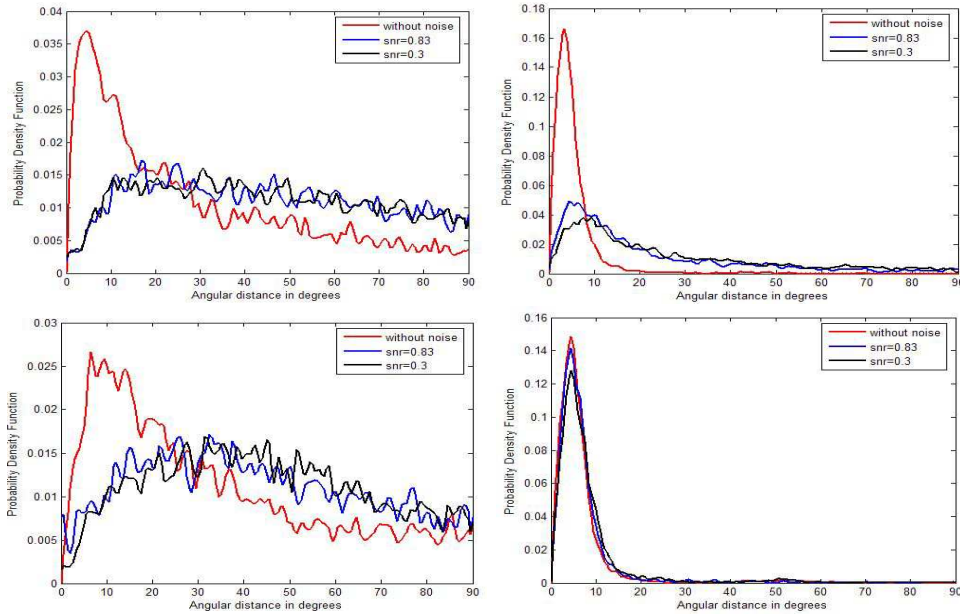 0.04
0.035
0.03
0.025
0.02
0.015
0.01
0.005
0
Probability Density Function
without noise
snr=0.83
snr=0.3
0 10 20 30 40 50 60 70 80 90
Angular distance in degrees
0.18
0.16
0.14
0.12
0.1
0.08
0.06
0.04
0.02
0
Probability Density Function
without noise
snr=0.83
snr=0.3
0 10 20 30 40 50 60 70 80 90
Angular distance in degrees
0.03
0.025
0.02
0.015
0.01
0.005
0
Probability Density Function
without noise
snr=0.83
snr=0.3
0 10 20 30 40 50 60 70 80 90
Angular distance in degrees
0.16
0.14
0.12
0.1
0.08
0.06
0.04
0.02
0
Probability Density Function
without noise
snr=0.83
snr=0.3
0 10 20 30 40 50 60 70 80 90
Angular distance in degrees